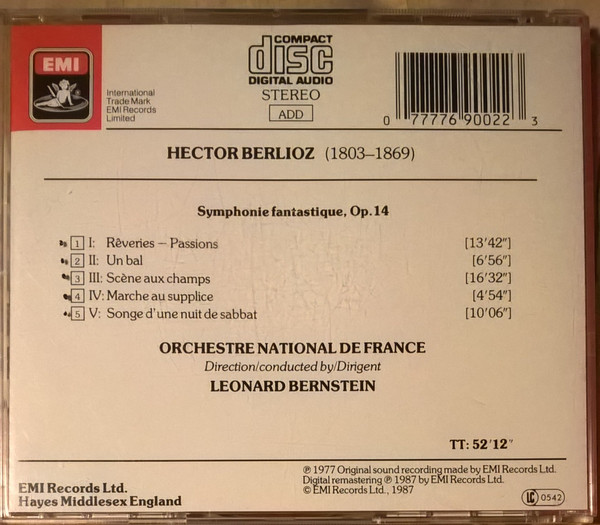 EMI
International
Trade Mark
EMI Records
Limited
COMPACT
disc
DIGITAL AUDIO
STEREO
ADD
0 77776 90022 3
HECTOR BERLIOZ (1803–1869)
Symphonie fantastique, Op.14
1 I: Rêveries – Passions [13'42"]
2 II: Un bal [6'56"]
3 III: Scène aux champs [16'32"]
4 IV: Marche au supplice [4'54"]
5 V: Songe d'une nuit de sabbat [10'06"]
ORCHESTRE NATIONAL DE FRANCE
Direction/conducted by/Dirigent
LEONARD BERNSTEIN
TT: 52'12"
℗ 1977 Original sound recording made by EMI Records Ltd.
Digital remastering ℗ 1987 by EMI Records Ltd.
© EMI Records Ltd., 1987
EMI Records Ltd.
Hayes Middlesex England
LC 0542